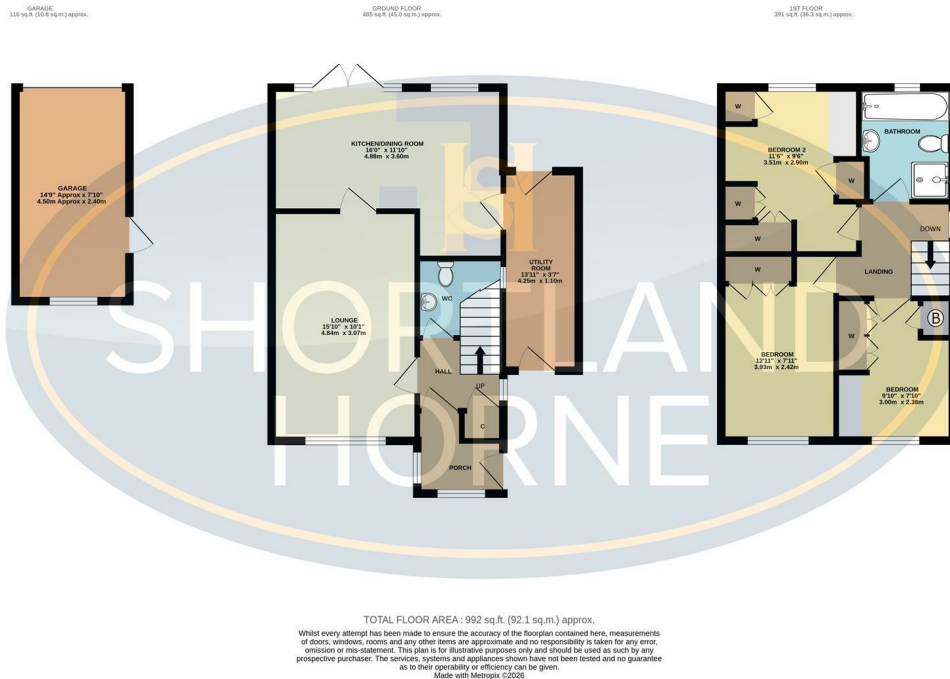 GARAGE
116 sq.ft. (10.8 sq.m.) approx.
GROUND FLOOR
485 sq.ft. (45.0 sq.m.) approx.
1ST FLOOR
391 sq.ft. (36.3 sq.m.) approx.
GARAGE
14'9" Approx x 7'10"
4.50m Approx x 2.40m
KITCHEN/DINING ROOM
16'0" x 11'10"
4.88m x 3.60m
UTILITY
ROOM
13'11" x 3'7"
4.25m x 1.10m
WC
LOUNGE
15'10" x 10'1"
4.84m x 3.07m
HALL
UP
C
PORCH
W
BATHROOM
BEDROOM 2
11'6" x 9'6"
3.51m x 2.90m
W
W
W
DOWN
W
LANDING
B
W
BEDROOM
12'11" x 7'11"
3.93m x 2.42m
BEDROOM
9'10" x 7'10"
3.00m x 2.38m
SH
SHORTLAND
HORNE
TOTAL FLOOR AREA : 992 sq.ft. (92.1 sq.m.) approx.
Whilst every attempt has been made to ensure the accuracy of the floorplan contained here, measurements
of doors, windows, rooms and any other items are approximate and no responsibility is taken for any error,
omission or mis-statement. This plan is for illustrative purposes only and should be used as such by any
prospective purchaser. The services, systems and appliances shown have not been tested and no guarantee
as to their operability or efficiency can be given.
Made with Metropix ©2026